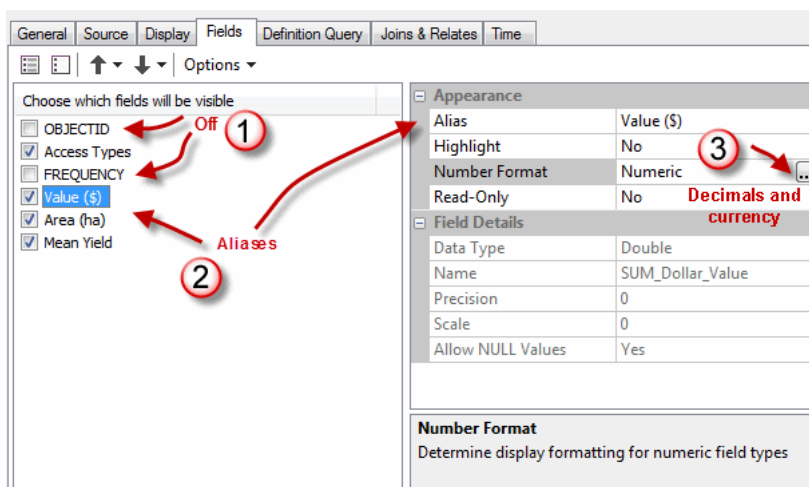 General Source Display Fields Definition Query Joins & Relates Time
Options
Choose which fields will be visible
OBJECTID
Off 1
Access Types
FREQUENCY
Value ($)
Area (ha)
Aliases
Mean Yield
2
Appearance
Alias Value ($)
Highlight No
3
Number Format Numeric ..
Read-Only No
Decimals and
currency
Field Details
Data Type Double
Name SUM_Dollar_Value
Precision 0
Scale 0
Allow NULL Values Yes
Number Format
Determine display formatting for numeric field types